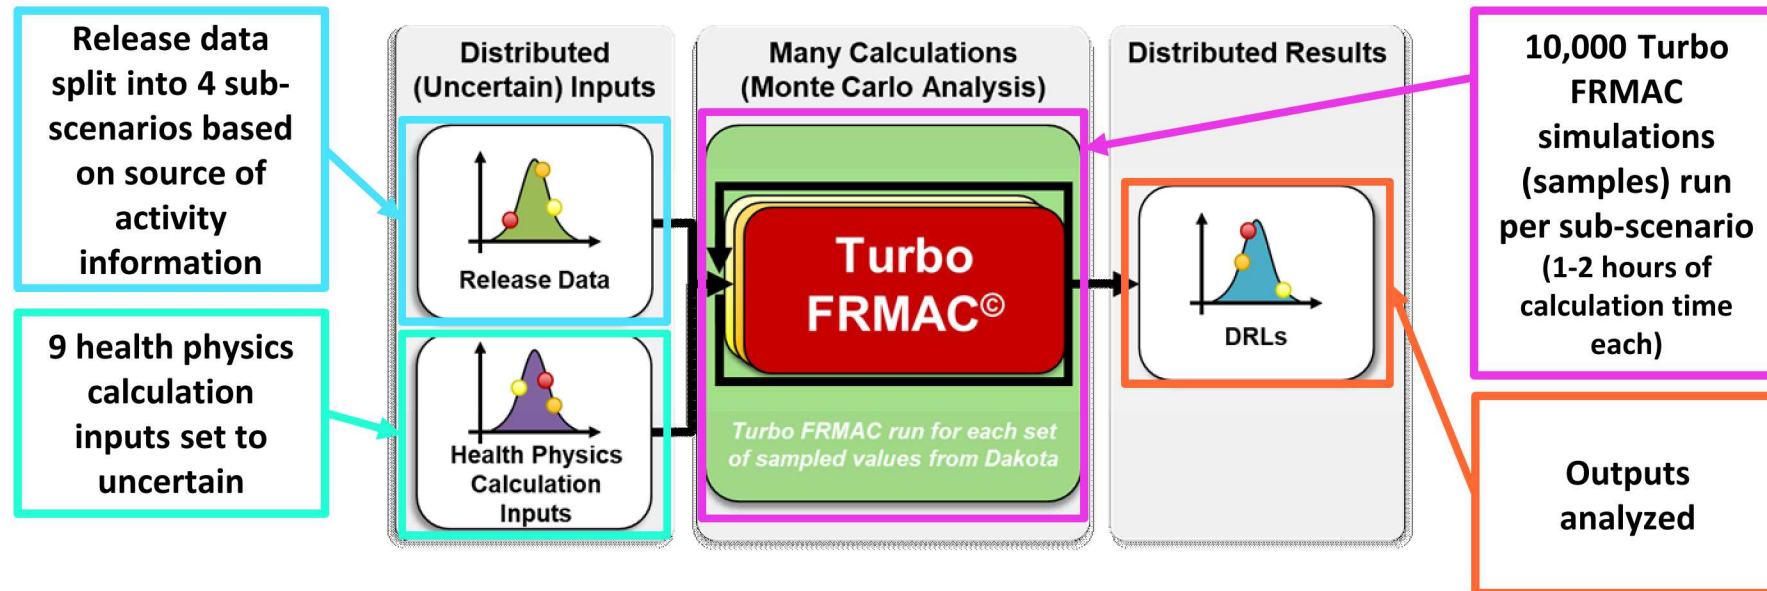 Release data
split into 4 sub-
scenarios based
on source of
activity
information
9 health physics
calculation
inputs set to
uncertain
Distributed
(Uncertain) Inputs
Release Data
Health Physics
Calculation
Inputs
Many Calculations
(Monte Carlo Analysis)
Turbo
FRMAC©
Turbo FRMAC run for each set
of sampled values from Dakota
Distributed Results
DRLs
10,000 Turbo
FRMAC
simulations
(samples) run
per sub-scenario
(1-2 hours of
calculation time
each)
Outputs
analyzed